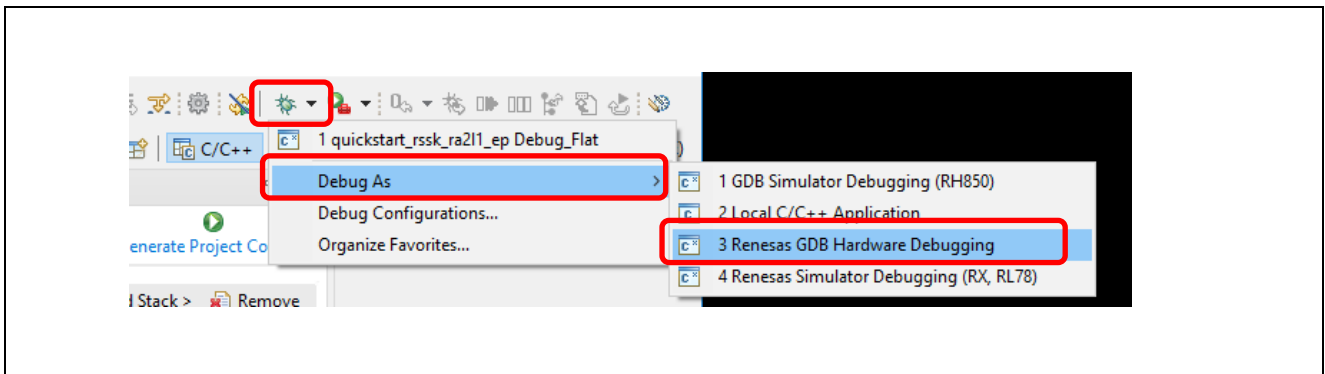 1 quickstart_rssk_ra2l1_ep Debug_Flat
C/C++
Debug As
1 GDB Simulator Debugging (RH850)
Debug Configurations...
2 Local C/C++ Application
enerate Project Co
Organize Favorites...
3 Renesas GDB Hardware Debugging
4 Renesas Simulator Debugging (RX, RL78)
d Stack >
Remove